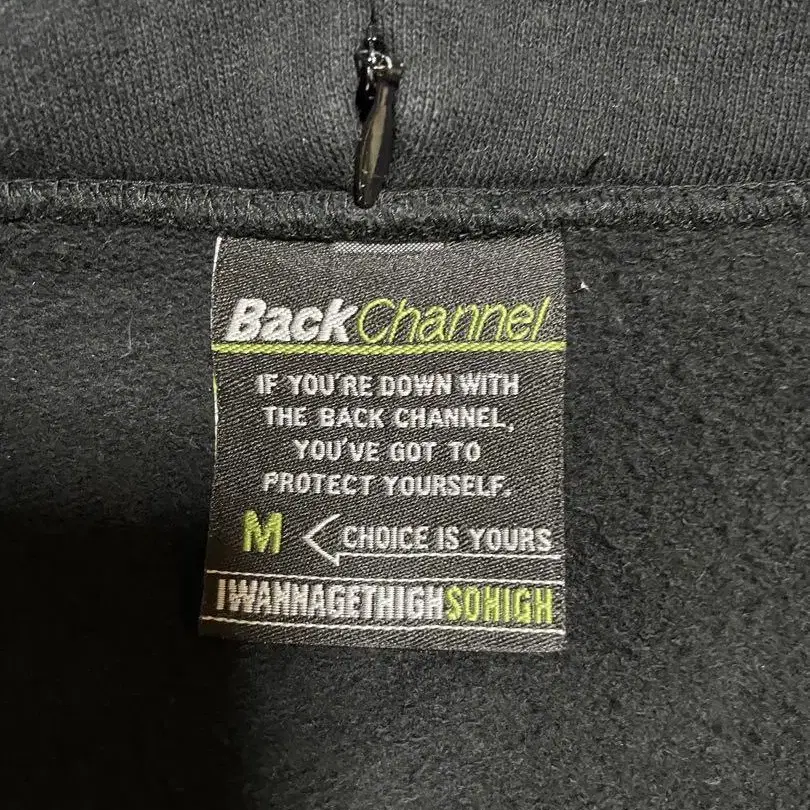 BackChannel
IF YOU'RE DOWN WITH
THE BACK CHANNEL,
YOU'VE GOT TO
PROTECT YOURSELF.
M CHOICE IS YOURS
IWANNAGETHIGHSOHIGH